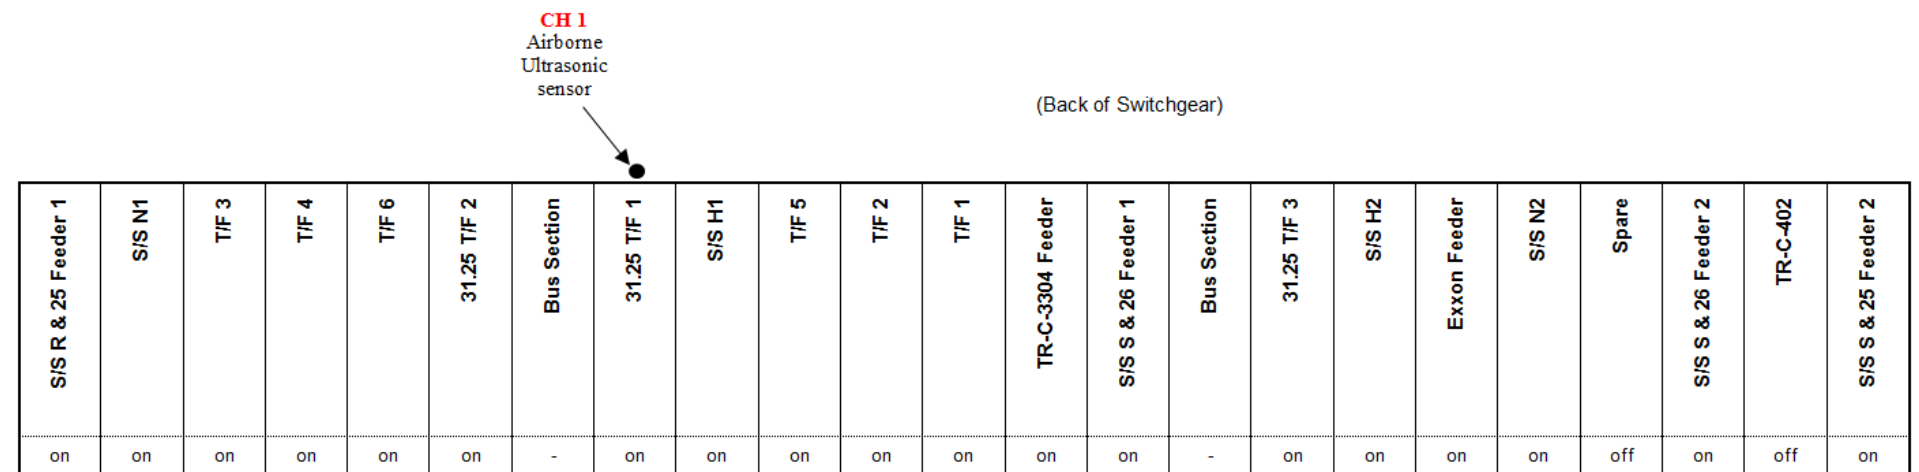 CH 1
Airborne
Ultrasonic
sensor
(Back of Switchgear)
S/S R & 25 Feeder 1
S/S N1
T/F 3
T/F 4
T/F 6
31.25 T/F 2
Bus Section
31.25 T/F 1
S/S H1
T/F 5
T/F 2
T/F 1
TR-C-3304 Feeder
S/S S & 26 Feeder 1
Bus Section
31.25 T/F 3
S/S H2
Exxon Feeder
S/S N2
Spare
S/S S & 26 Feeder 2
TR-C-402
S/S S & 25 Feeder 2
on on on on on on - on on on on on on on - on on on on off on off on